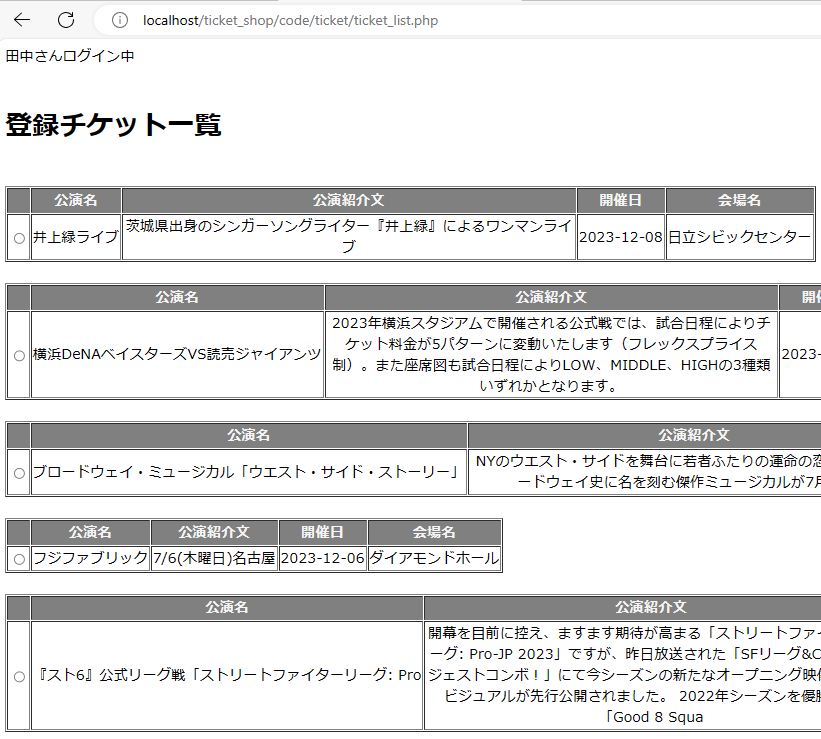 localhost/ticket_shop/code/ticket/ticket_list.php
田中さんログイン中
登録チケット一覧
公演名 公演紹介文 開催日 会場名
井上緑ライブ 茨城県出身のシンガーソングライター『井上緑』によるワンマンライ
ブ 2023-12-08 日立シビックセンター
公演名 公演紹介文 開
横浜DeNAベイスターズVS読売ジャイアンツ 2023年横浜スタジアムで開催される公式戦では、試合日程によりチ
ケット料金が5パターンに変動いたします（フレックスプライス
制）。また座席図も試合日程によりLOW、MIDDLE、HIGHの3種類
いずれかとなります。 2023-
公演名 公演紹介文
ブロードウェイ・ミュージカル「ウエスト・サイド・ストーリー」 NYのウエスト・サイドを舞台に若者ふたりの運命の恋
ードウェイ史に名を刻む傑作ミュージカルが7月
公演名 公演紹介文 開催日 会場名
フジファブリック 7/6(木曜日)名古屋 2023-12-06 ダイアモンドホール
公演名 公演紹介文
『スト6』公式リーグ戦「ストリートファイターリーグ: Pro 開幕を目前に控え、ますます期待が高まる「ストリートファイ
ーグ: Pro-JP 2023」ですが、昨日放送された「SFリーグ&C
ジェストコンボ！」にて今シーズンの新たなオープニング映像
ビジュアルが先行公開されました。 2022年シーズンを優勝
「Good 8 Squa